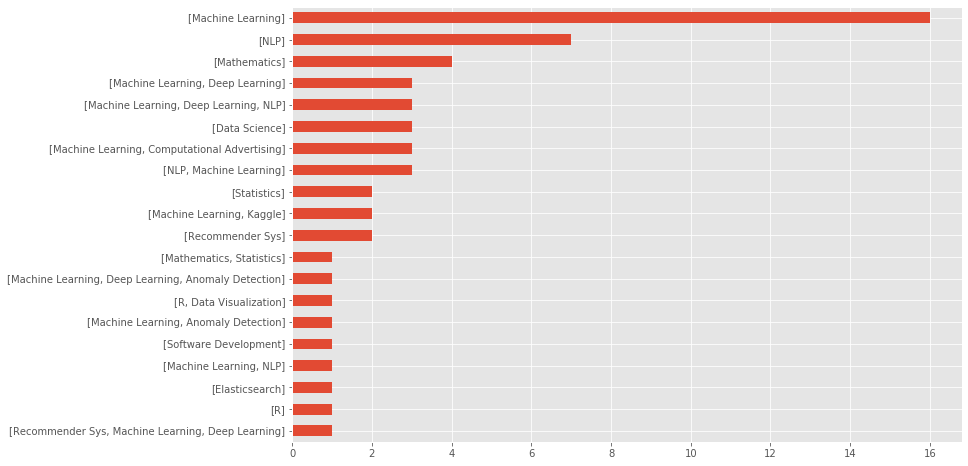 [Machine Learning]
[NLP]
[Mathematics]
[Machine Learning, Deep Learning]
[Machine Learning, Deep Learning, NLP]
[Data Science]
[Machine Learning, Computational Advertising]
[NLP, Machine Learning]
[Statistics]
[Machine Learning, Kaggle]
[Recommender Sys]
[Mathematics, Statistics]
[Machine Learning, Deep Learning, Anomaly Detection]
[R, Data Visualization]
[Machine Learning, Anomaly Detection]
[Software Development]
[Machine Learning, NLP]
[Elasticsearch]
[R]
[Recommender Sys, Machine Learning, Deep Learning]
0 2 4 6 8 10 12 14 16